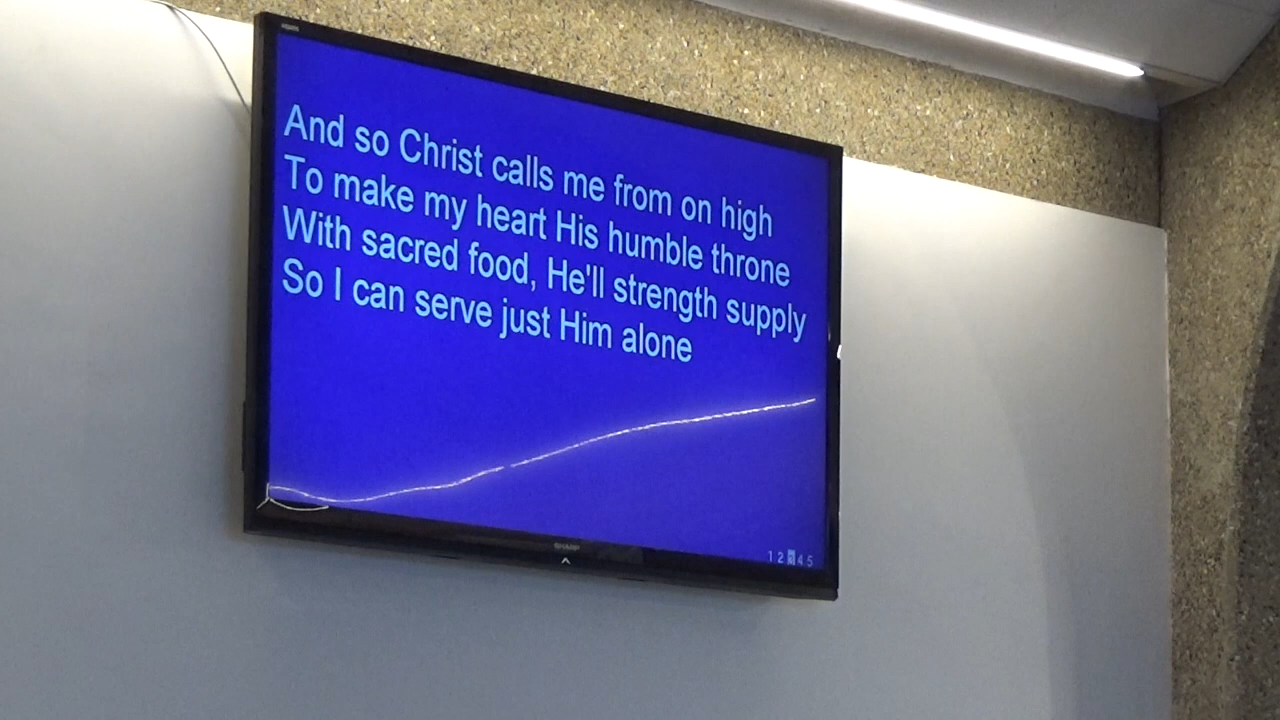 And so Christ calls me from on high
To make my heart His humble throne
With sacred food, He'll strength supply
So I can serve just Him alone
1 2 3 4 5
SHARP